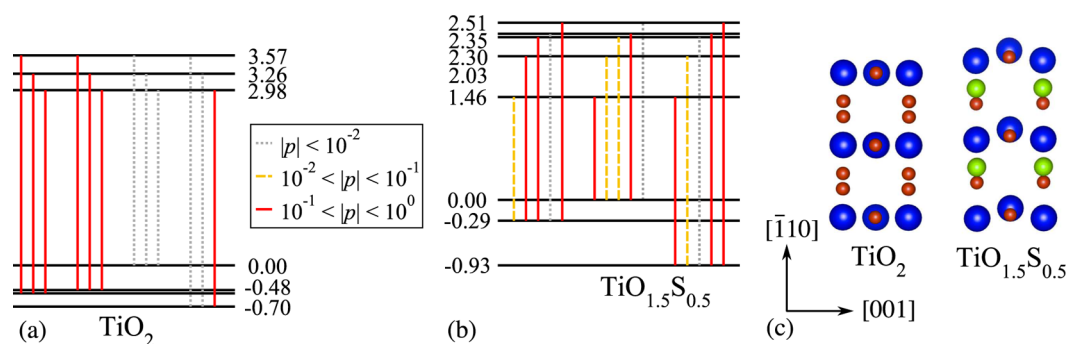 3.57
3.26
2.98
0.00
-0.48
-0.70
(a)
TiO₂
|p| < 10⁻²
10⁻² < |p| < 10⁻¹
10⁻¹ < |p| < 10⁰
2.51
2.35
2.30
2.03
1.46
0.00
-0.29
-0.93
(b)
TiO₁.₅S₀.₅
[1̄10]
TiO₂
TiO₁.₅S₀.₅
[001]
(c)